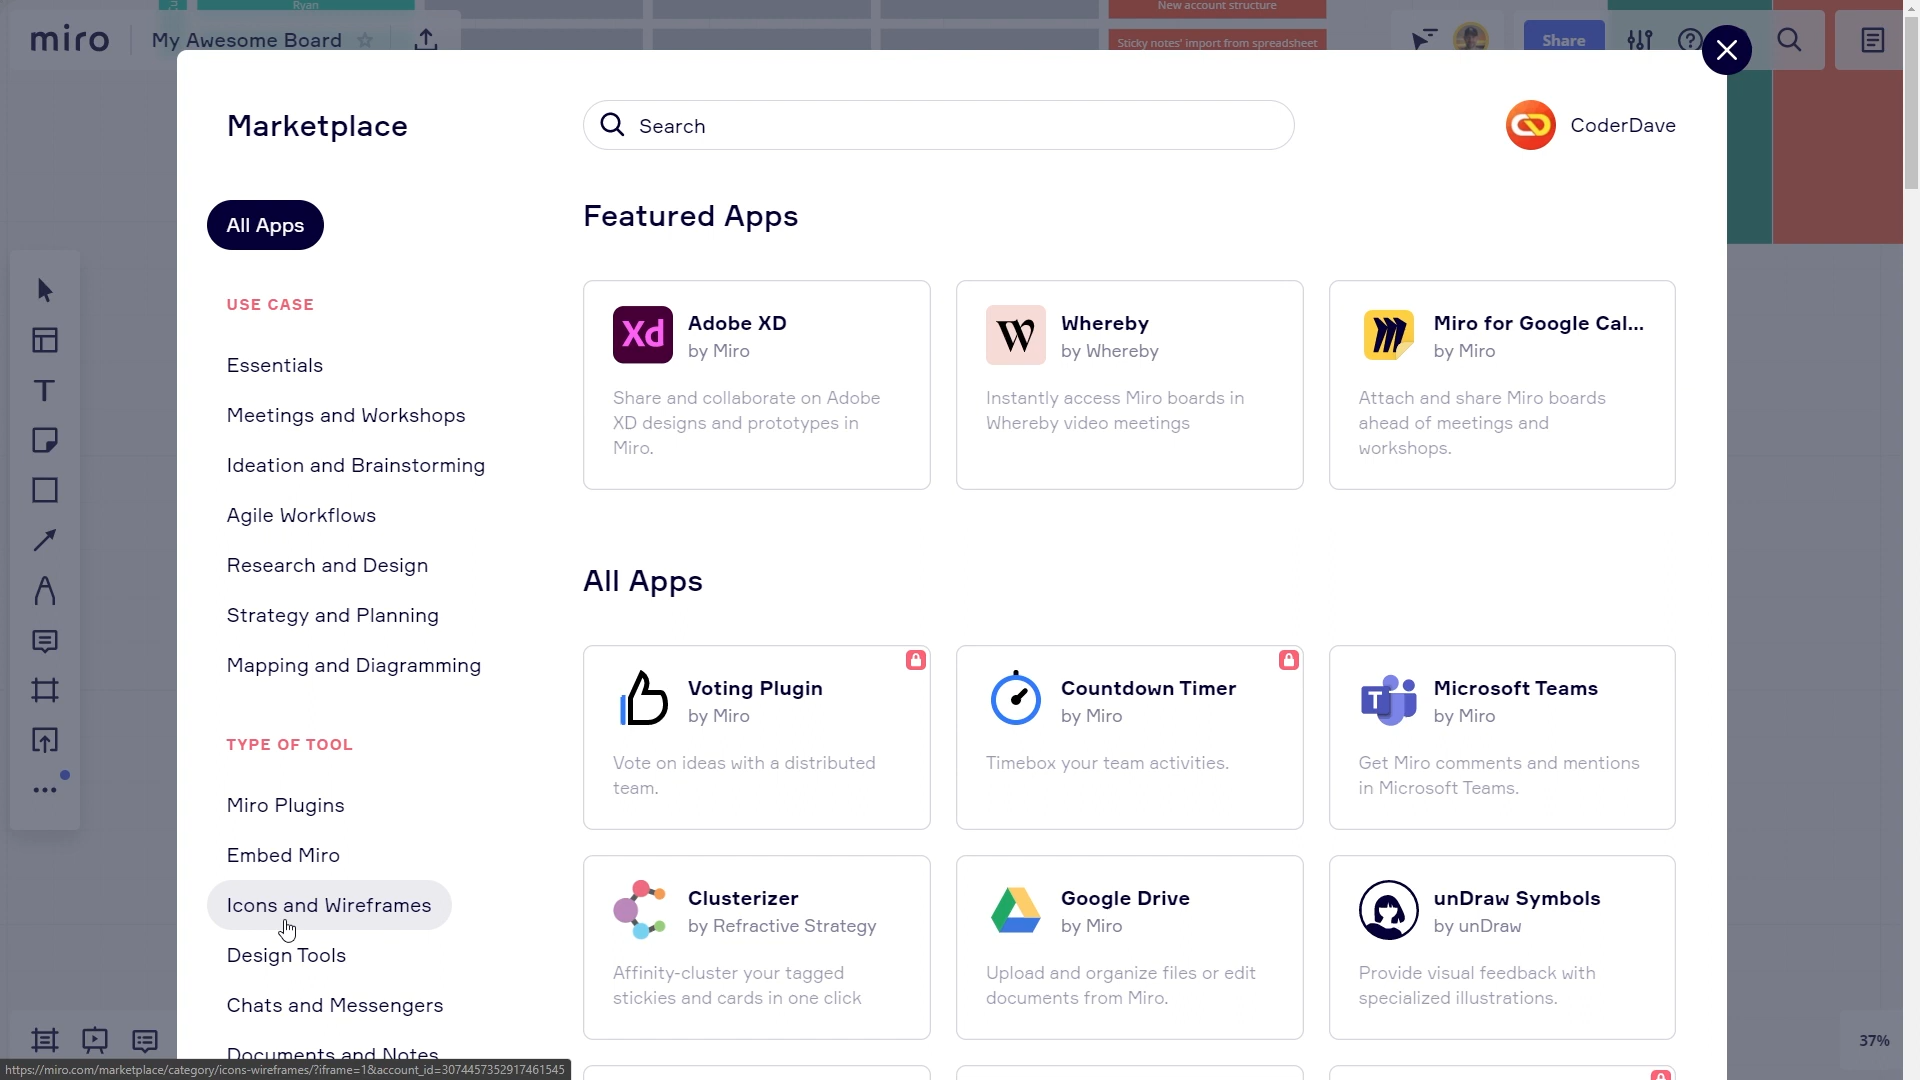 Ryan
New account structure
miro
My Awesome Board
Sticky notes' import from spreadsheet
Share
Marketplace
Search
CoderDave
All Apps
Featured Apps
USE CASE
Essentials
Meetings and Workshops
Ideation and Brainstorming
Agile Workflows
Research and Design
Strategy and Planning
Mapping and Diagramming
TYPE OF TOOL
Miro Plugins
Embed Miro
Icons and Wireframes
Design Tools
Chats and Messengers
Documents and Notes
Xd
Adobe XD
by Miro
Share and collaborate on Adobe
XD designs and prototypes in
Miro.
W
Whereby
by Whereby
Instantly access Miro boards in
Whereby video meetings
Miro for Google Cal...
by Miro
Attach and share Miro boards
ahead of meetings and
workshops.
All Apps
Voting Plugin
by Miro
Vote on ideas with a distributed
team.
Countdown Timer
by Miro
Timebox your team activities.
T
Microsoft Teams
by Miro
Get Miro comments and mentions
in Microsoft Teams.
Clusterizer
by Refractive Strategy
Affinity-cluster your tagged
stickies and cards in one click
Google Drive
by Miro
Upload and organize files or edit
documents from Miro.
unDraw Symbols
by unDraw
Provide visual feedback with
specialized illustrations.
37%
https://miro.com/marketplace/category/icons-wireframes/?iframe=1&account_id=3074457352917461545